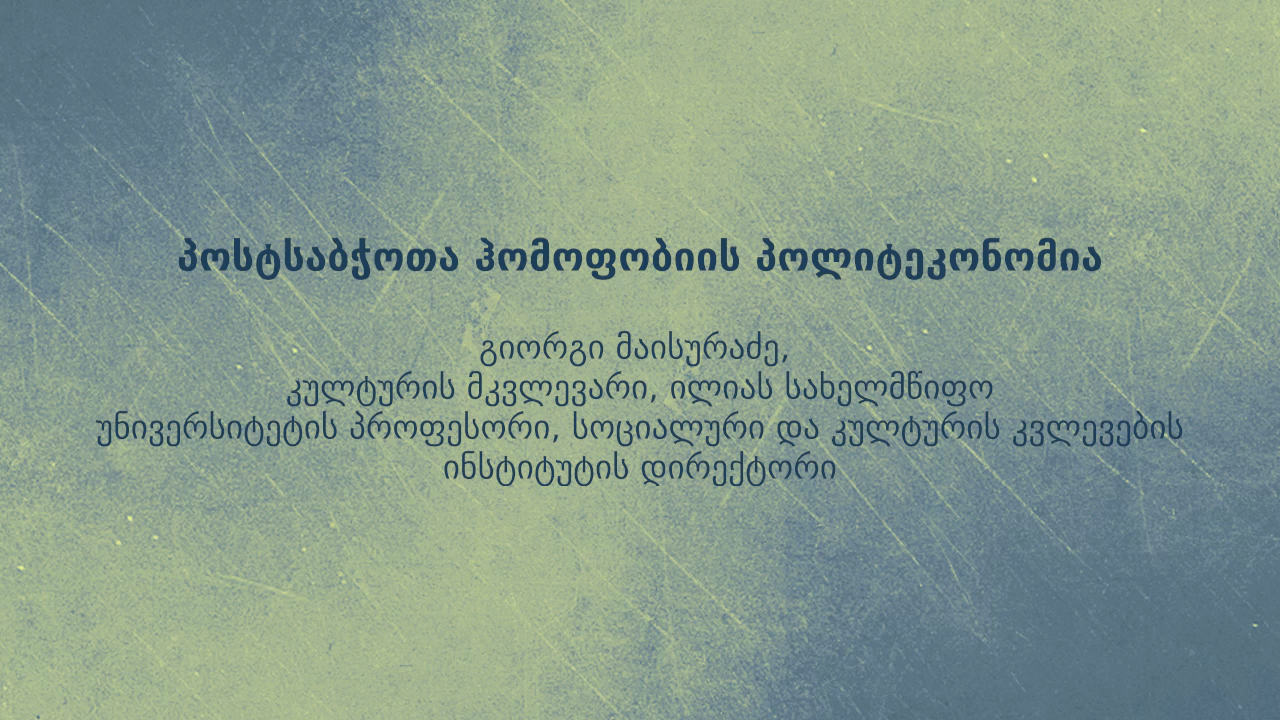 პოსტსაბჭოთა ჰომოფობიის პოლიტეკონომია
გიორგი მაისურაძე,
კულტურის მკვლევარი, ილიას სახელმწიფო
უნივერსიტეტის პროფესორი, სოციალური და კულტურის კვლევების
ინსტიტუტის დირექტორი